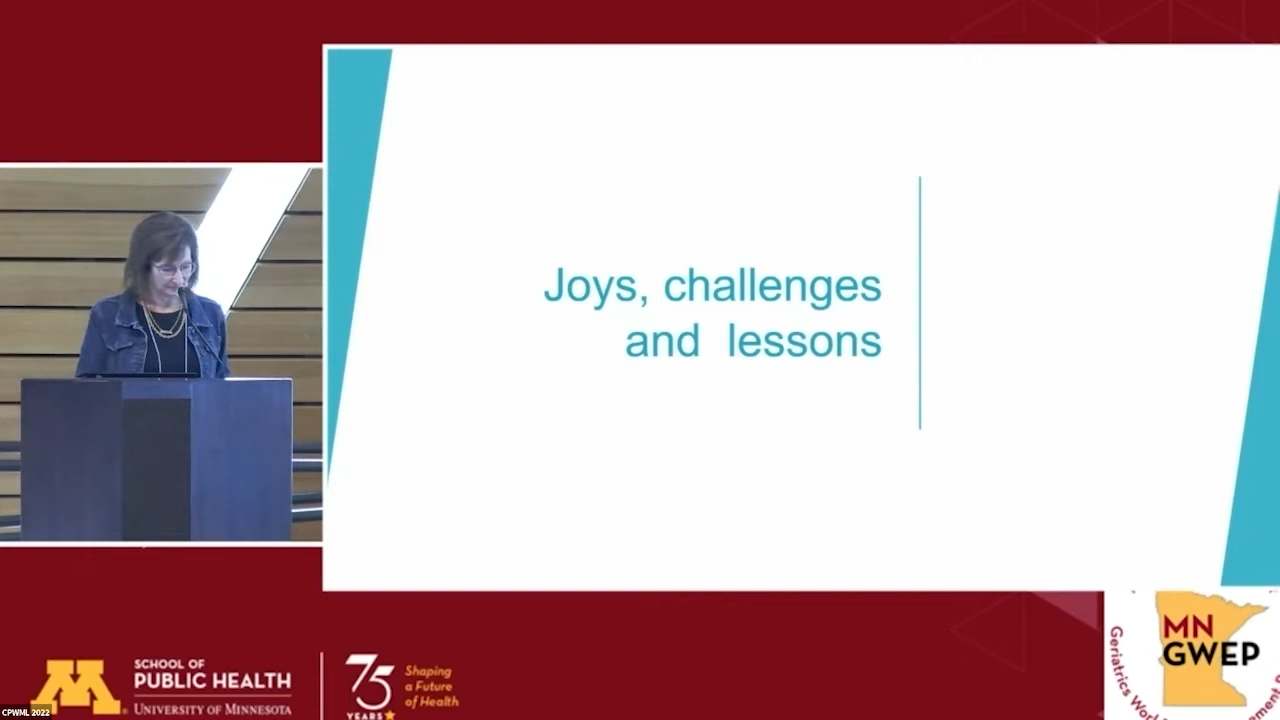 Joys, challenges
and lessons
SCHOOL OF
PUBLIC HEALTH
UNIVERSITY OF MINNESOTA
75
YEARS
Shaping
a Future
of Health
MN
GWEP
Geriatrics
CPWML 2022